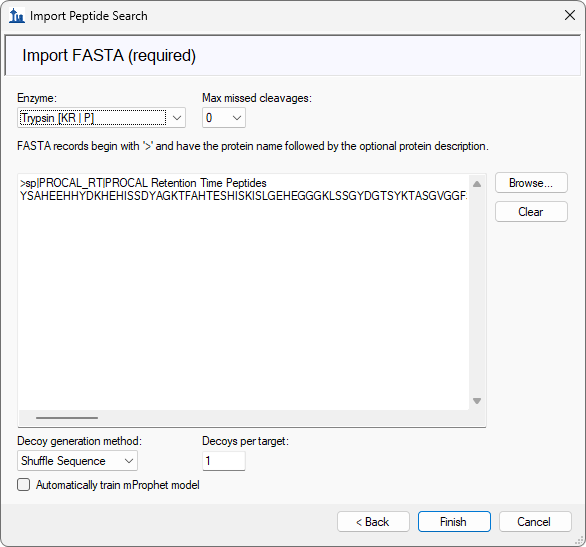 Import Peptide Search
Import FASTA (required)
Enzyme:
Max missed cleavages:
Trypsin [KR | P]
0
FASTA records begin with '>' and have the protein name followed by the optional protein description.
>sp|PROCAL_RT|PROCAL Retention Time Peptides
YSAHEEHHYDKHEHISSDYAGKTFAHTESHISKISLGEHEGGGKLSSGYDGTSYKTASGVGGF
Browse...
Clear
Decoy generation method:
Decoys per target:
Shuffle Sequence
1
Automatically train mProphet model
< Back
Finish
Cancel